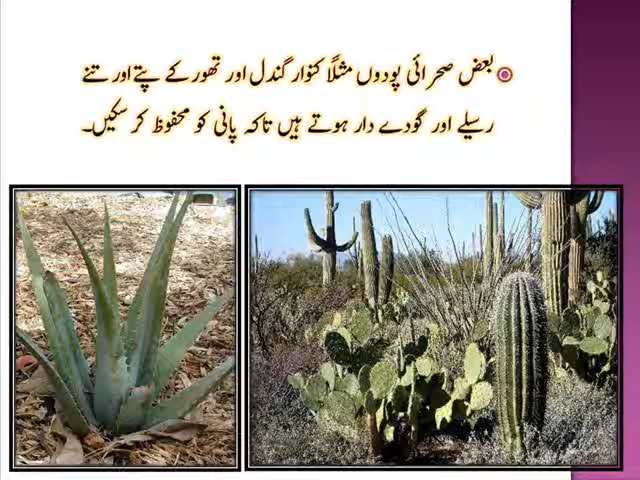 بعض صحرائی پودوں مثلاً کنوار گندل اور تھور کے پتے اور تنے
رسیلے اور گودے دار ہوتے ہیں تاکہ پانی کو محفوظ کر سکیں۔